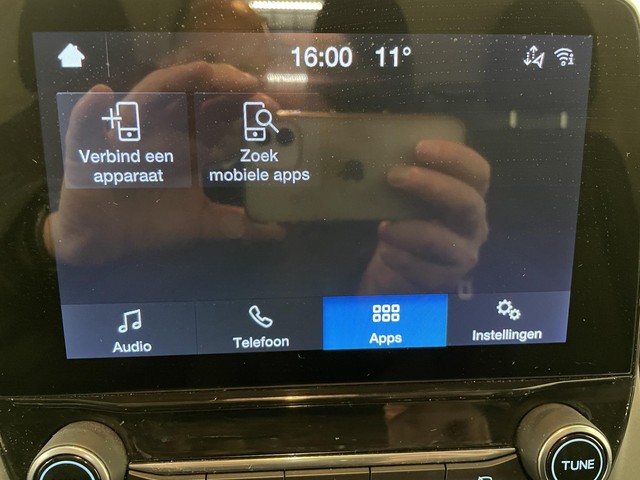 16:00 11°
Verbind een
apparaat
Zoek
mobiele apps
Audio
Telefoon
Apps
Instellingen
TUNE